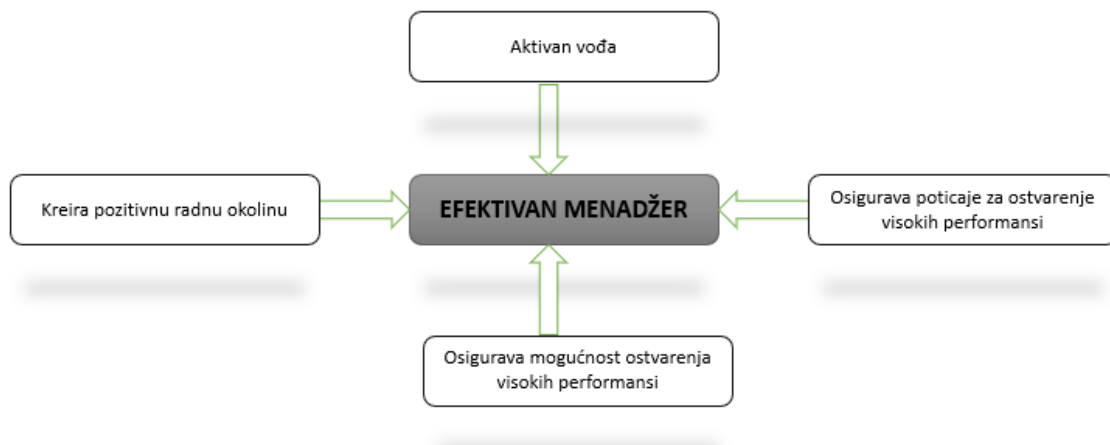 Aktivan vođa
Kreira pozitivnu radnu okolinu
EFEKTIVAN MENADŽER
Osigurava poticaje za ostvarenje
visokih performansi
Osigurava mogućnost ostvarenja
visokih performansi